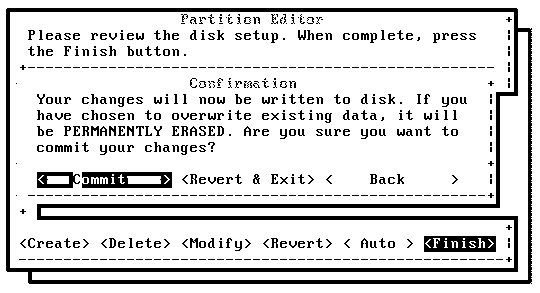 Partition Editor
Please review the disk setup. When complete, press
the Finish button.
Confirmation
Your changes will now be written to disk. If you
have chosen to overwrite existing data, it will
be PERMANENTLY ERASED. Are you sure you want to
commit your changes?
< Commit > <Revert & Exit> < Back >
<Create> <Delete> <Modify> <Revert> < Auto > <Finish>